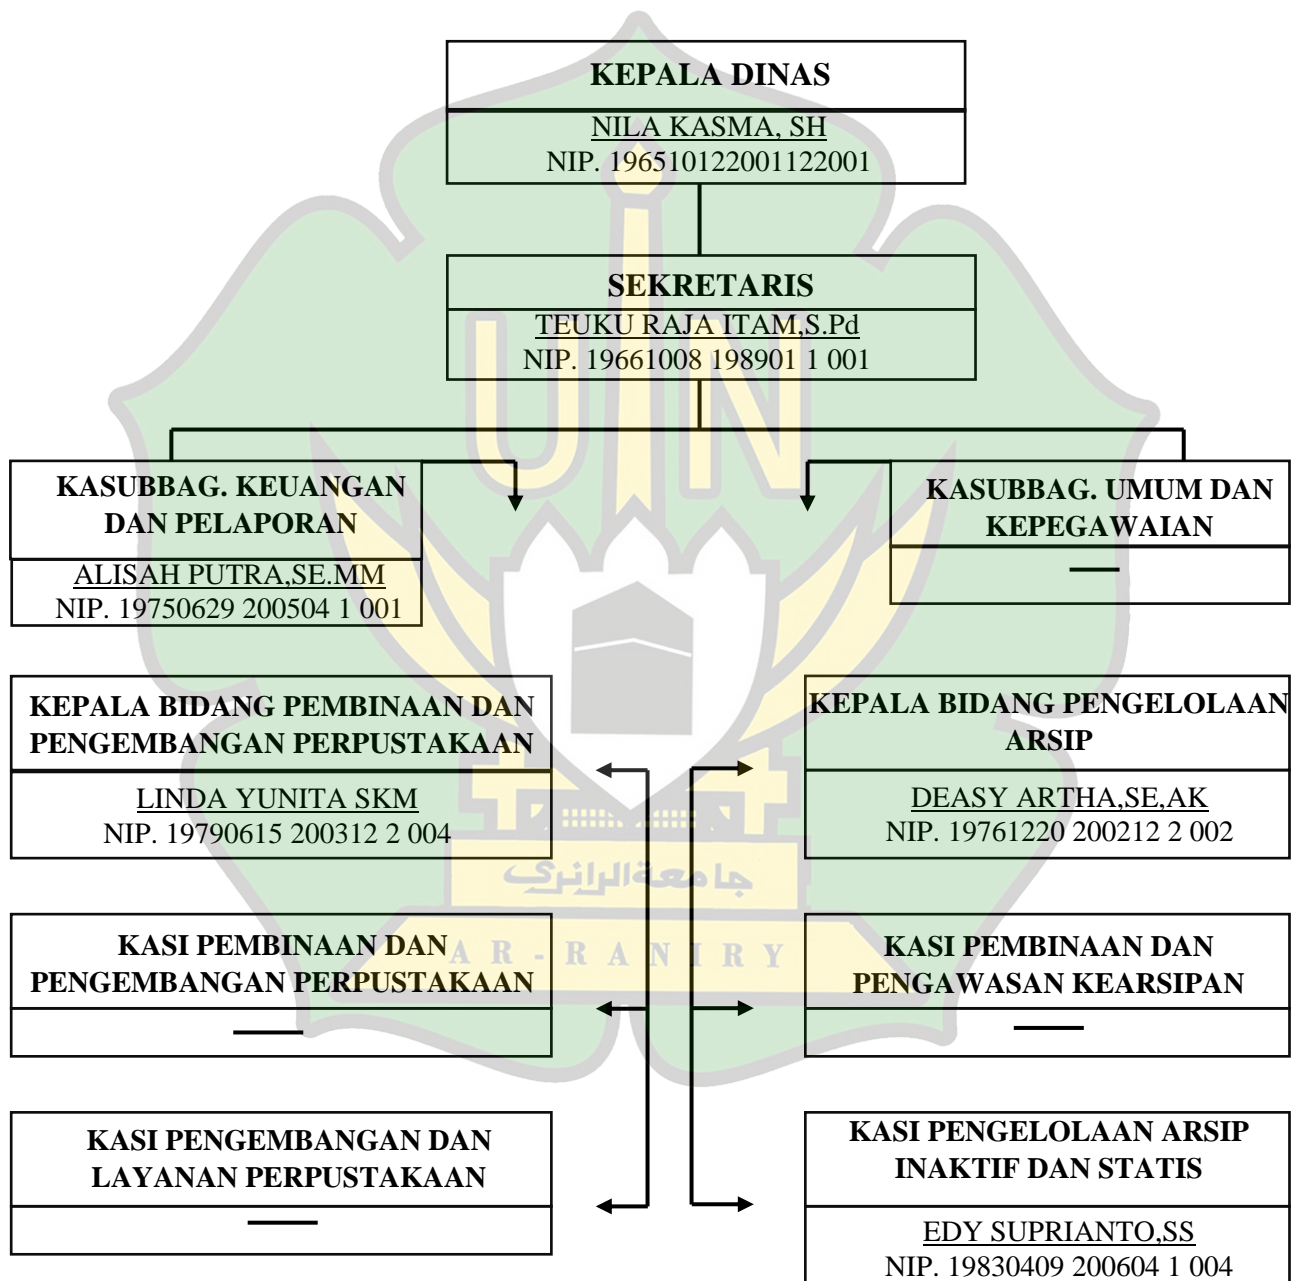 KEPALA DINAS
NILA KASMA, SH
NIP. 196510122001122001
SEKRETARIS
TEUKU RAJA ITAM,S.Pd
NIP. 19661008 198901 1 001
KASUBBAG. KEUANGAN
DAN PELAPORAN
ALISAH PUTRA,SE.MM
NIP. 19750629 200504 1 001
KASUBBAG. UMUM DAN
KEPEGAWAIAN
KEPALA BIDANG PEMBINAAN DAN
PENGEMBANGAN PERPUSTAKAAN
LINDA YUNITA SKM
NIP. 19790615 200312 2 004
KEPALA BIDANG PENGELOLAAN
ARSIP
DEASY ARTHA,SE,AK
NIP. 19761220 200212 2 002
KASI PEMBINAAN DAN
PENGEMBANGAN PERPUSTAKAAN
KASI PEMBINAAN DAN
PENGAWASAN KEARSIPAN
KASI PENGEMBANGAN DAN
LAYANAN PERPUSTAKAAN
KASI PENGELOLAAN ARSIP
INAKTIF DAN STATIS
EDY SUPRIANTO,SS
NIP. 19830409 200604 1 004
UIN
جامعة الرانري
AR-RANIRY